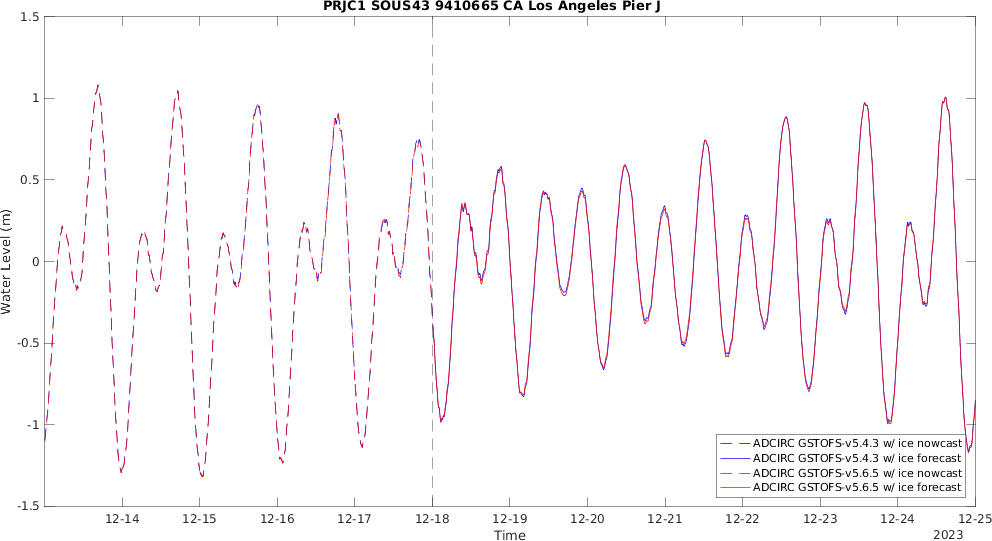 PRJC1 SOUS43 9410665 CA Los Angeles Pier J
1.5
1
0.5
0
-0.5
-1
-1.5
Water Level (m)
12-14 12-15 12-16 12-17 12-18 12-19 12-20 12-21 12-22 12-23 12-24 12-25
Time
2023
ADCIRC GSTOFS-v5.4.3 w/ ice nowcast
ADCIRC GSTOFS-v5.4.3 w/ ice forecast
ADCIRC GSTOFS-v5.6.5 w/ ice nowcast
ADCIRC GSTOFS-v5.6.5 w/ ice forecast